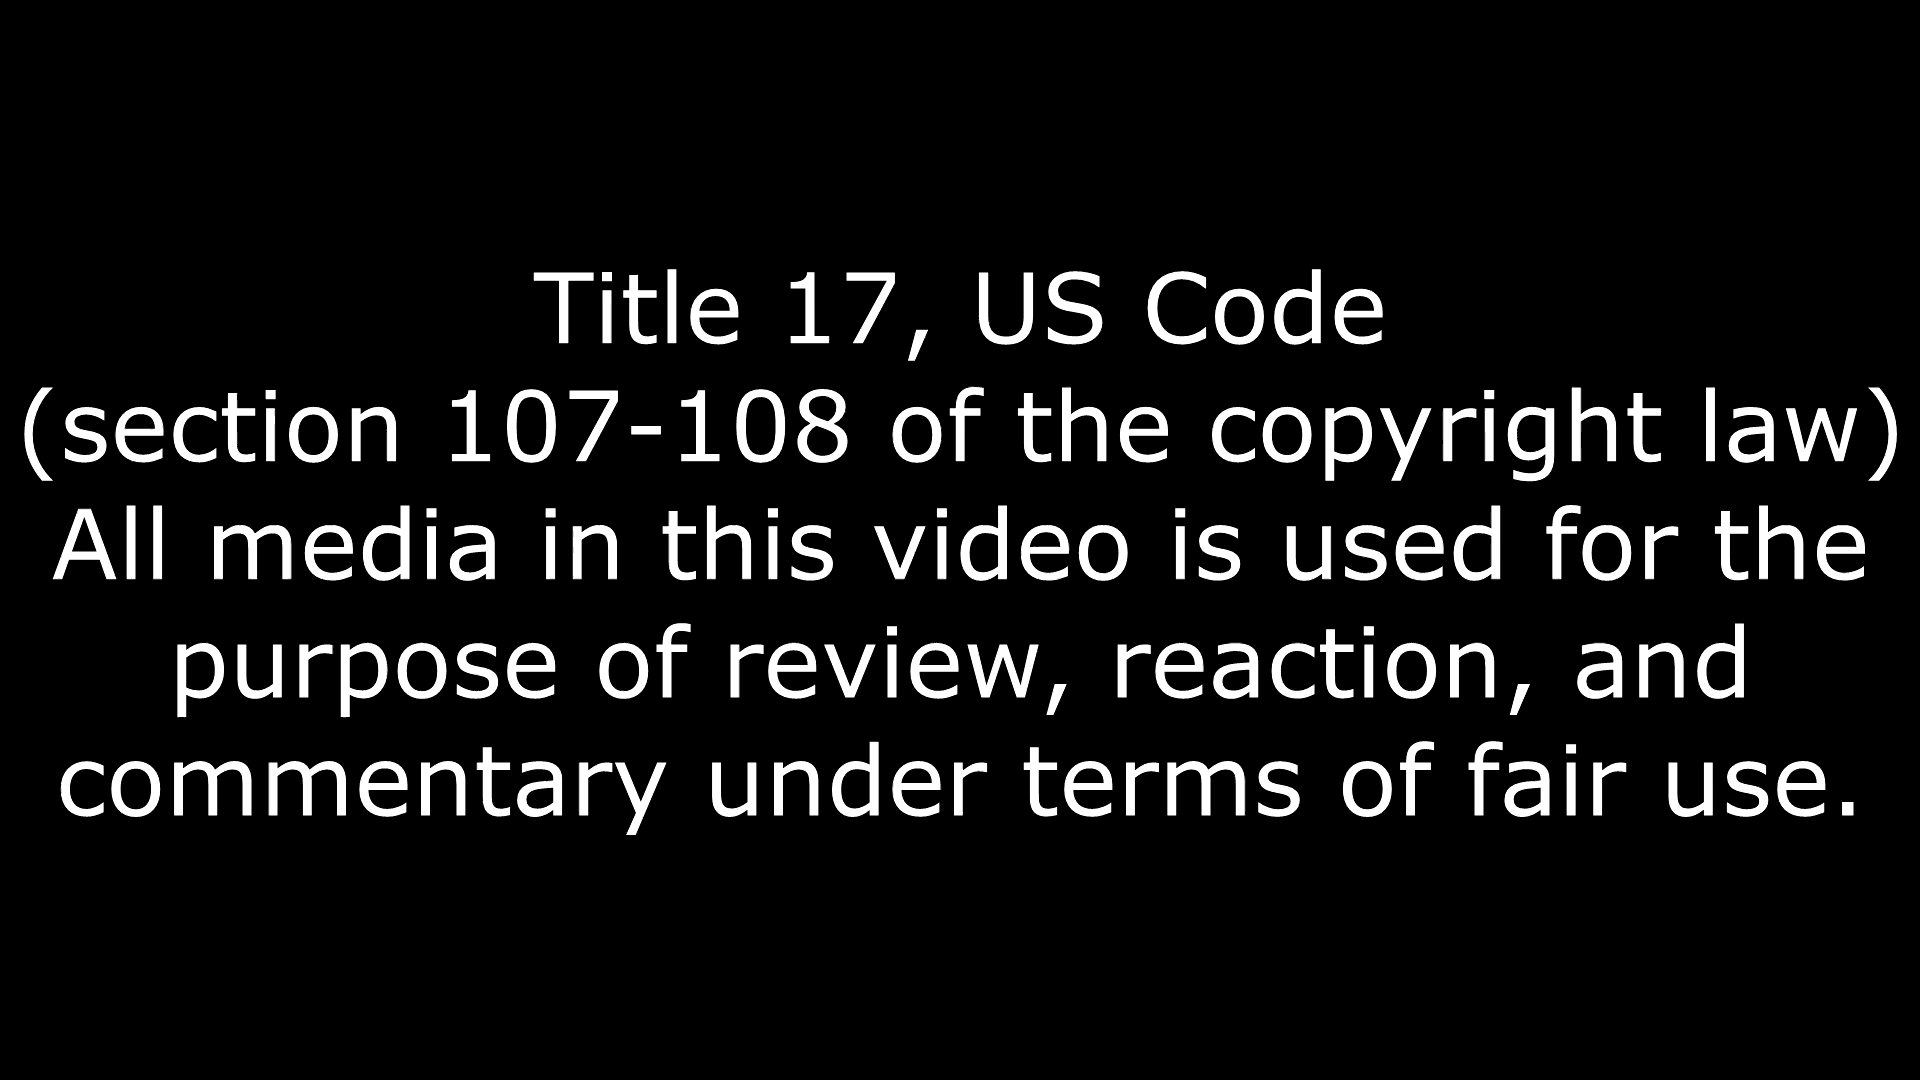 Title 17, US Code
(section 107-108 of the copyright law)
All media in this video is used for the
purpose of review, reaction, and
commentary under terms of fair use.